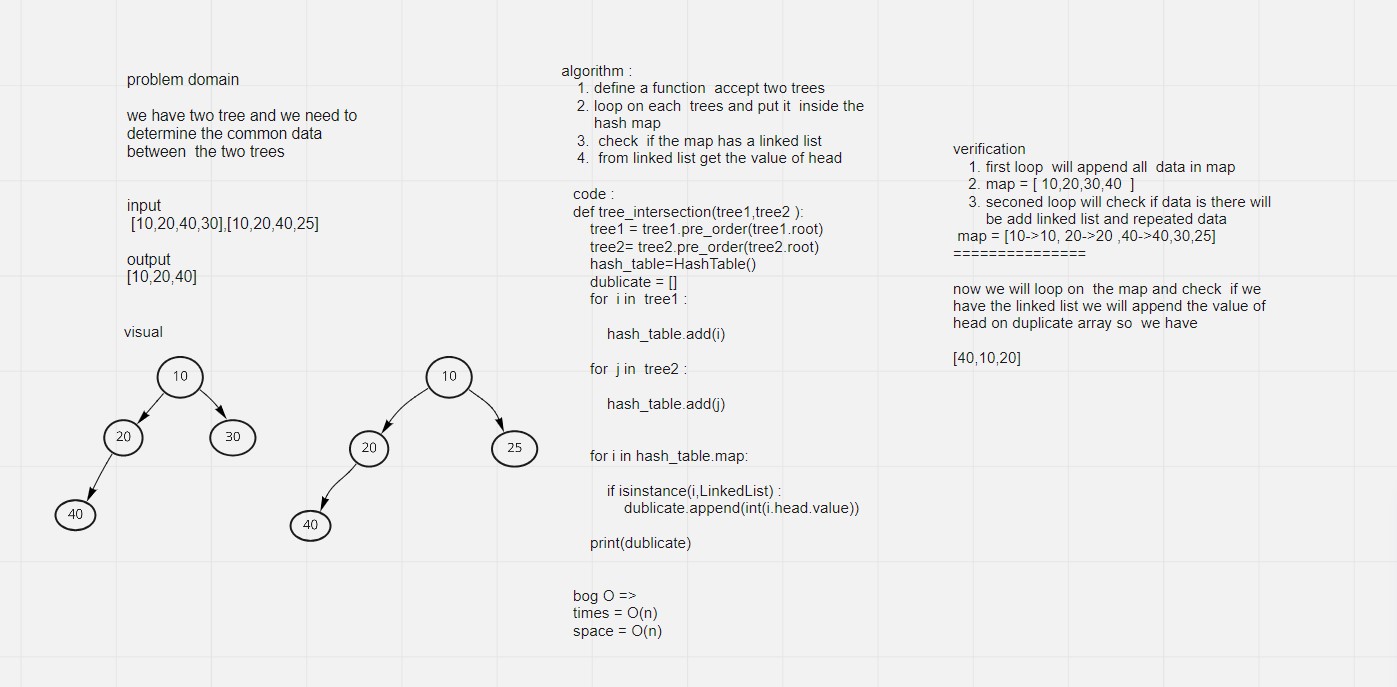 problem domain
we have two tree and we need to
determine the common data
between the two trees
input
[10,20,40,30],[10,20,40,25]
output
[10,20,40]
visual
10
20
30
40
10
20
25
40
algorithm :
1. define a function accept two trees
2. loop on each trees and put it inside the
hash map
3. check if the map has a linked list
4. from linked list get the value of head
code :
def tree_intersection(tree1,tree2 ):
tree1 = tree1.pre_order(tree1.root)
tree2= tree2.pre_order(tree2.root)
hash_table=HashTable()
dublicate = []
for i in tree1 :
hash_table.add(i)
for j in tree2 :
hash_table.add(j)
for i in hash_table.map:
if isinstance(i,LinkedList) :
dublicate.append(int(i.head.value))
print(dublicate)
bog O =>
times = O(n)
space = O(n)
verification
1. first loop will append all data in map
2. map = [ 10,20,30,40 ]
3. seconed loop will check if data is there will
be add linked list and repeated data
map = [10->10, 20->20 ,40->40,30,25]
===============
now we will loop on the map and check if we
have the linked list we will append the value of
head on duplicate array so we have
[40,10,20]